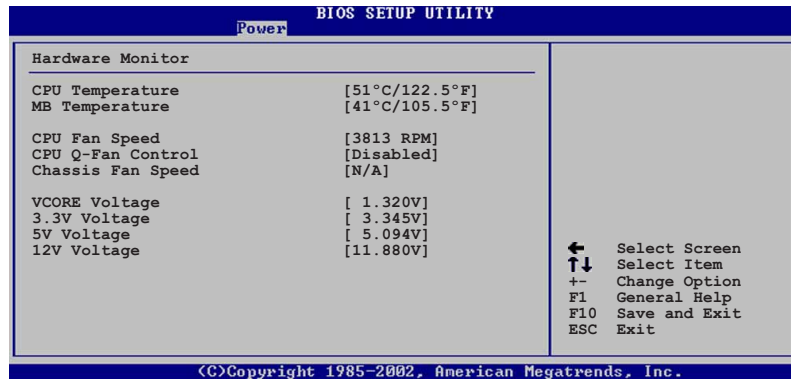 BIOS SETUP UTILITY
Power
Hardware Monitor
CPU Temperature [51°C/122.5°F]
MB Temperature [41°C/105.5°F]
CPU Fan Speed [3813 RPM]
CPU Q-Fan Control [Disabled]
Chassis Fan Speed [N/A]
VCORE Voltage [ 1.320V]
3.3V Voltage [ 3.345V]
5V Voltage [ 5.094V]
12V Voltage [11.880V]
← Select Screen
↑↓ Select Item
+- Change Option
F1 General Help
F10 Save and Exit
ESC Exit
(C)Copyright 1985-2002, American Megatrends, Inc.